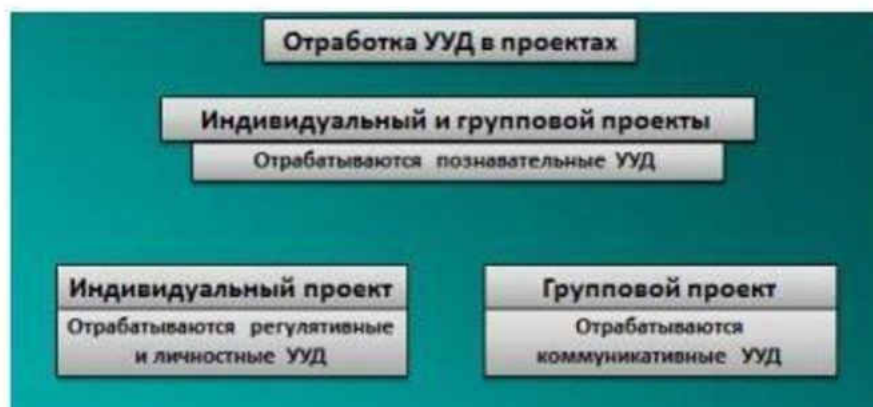 Отработка УУД в проектах
Индивидуальный и групповой проекты
Отрабатываются познавательные УУД
Индивидуальный проект
Отрабатываются регулятивные
и личностные УУД
Групповой проект
Отрабатываются
коммуникативные УУД